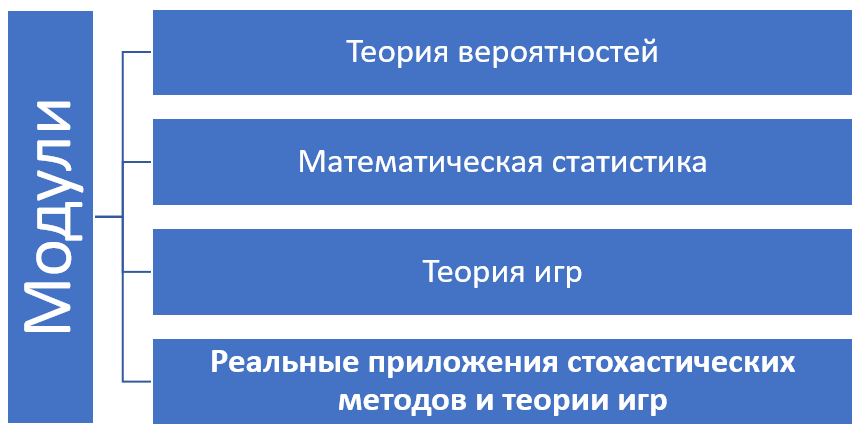 Модули
Теория вероятностей
Математическая статистика
Теория игр
Реальные приложения стохастических
методов и теории игр